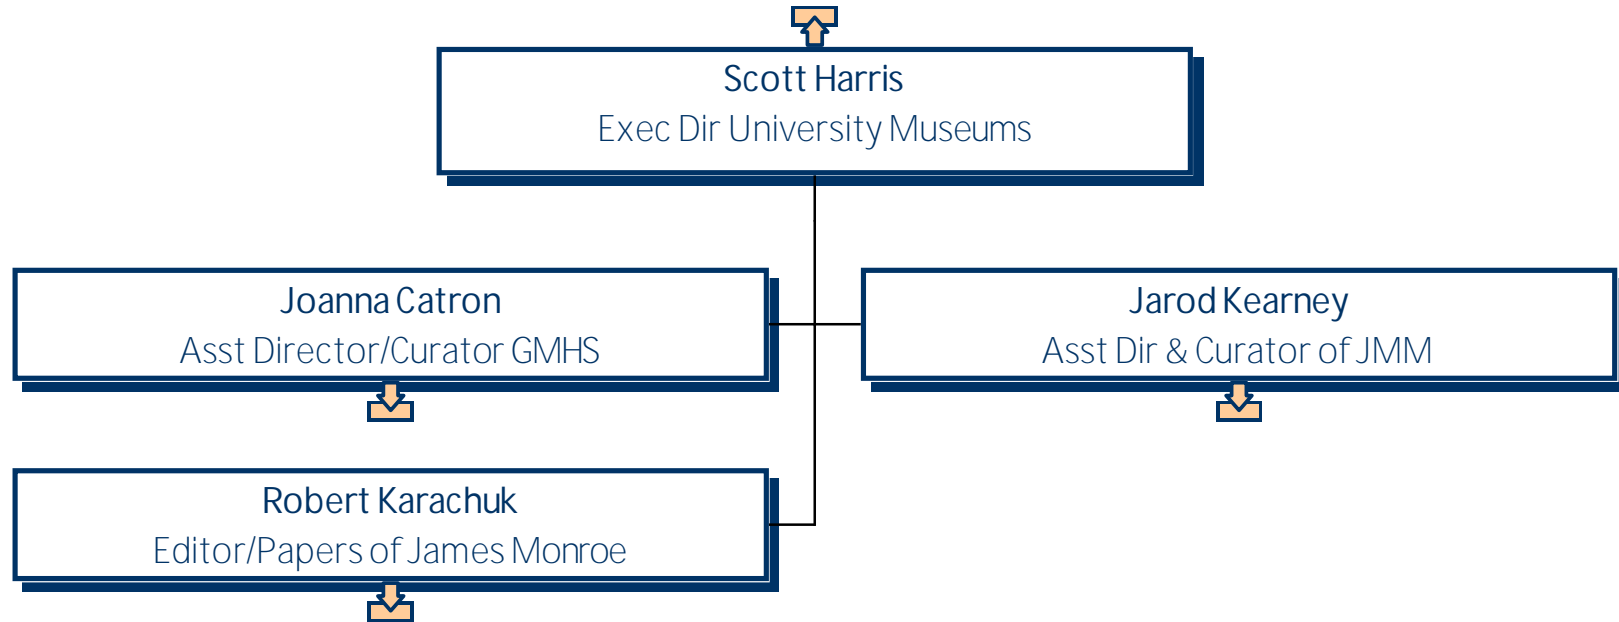 Scott Harris
Exec Dir University Museums
Joanna Catron
Asst Director/Curator GMHS
Jarod Kearney
Asst Dir & Curator of JMM
Robert Karachuk
Editor/Papers of James Monroe